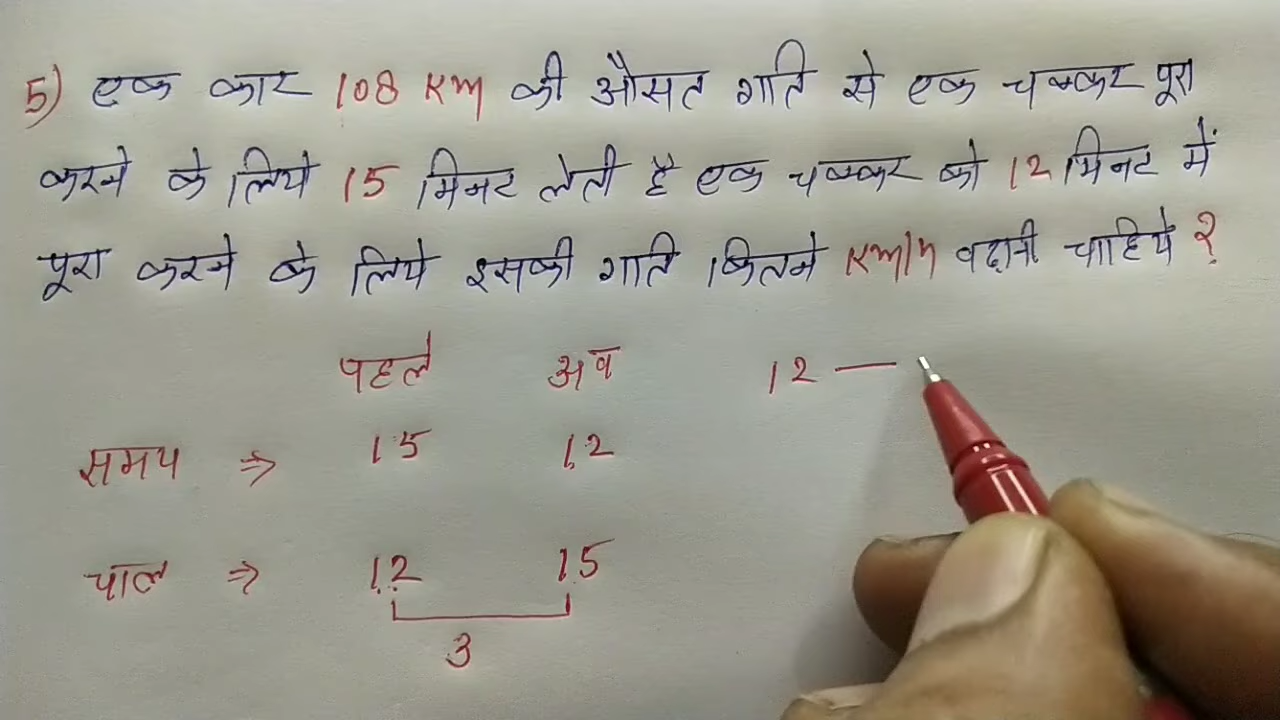 5) एक कार 108 Km की औसत गति से एक चक्कर पूरा
करने के लिये 15 मिनट लेती है एक चक्कर को 12 मिनट में
पूरा करने के लिये इसकी गति कितने Km/h बढानी चाहिये ?
पहले अब 12 —
समय ⇒ 15 12
चाल ⇒ 12 15
3